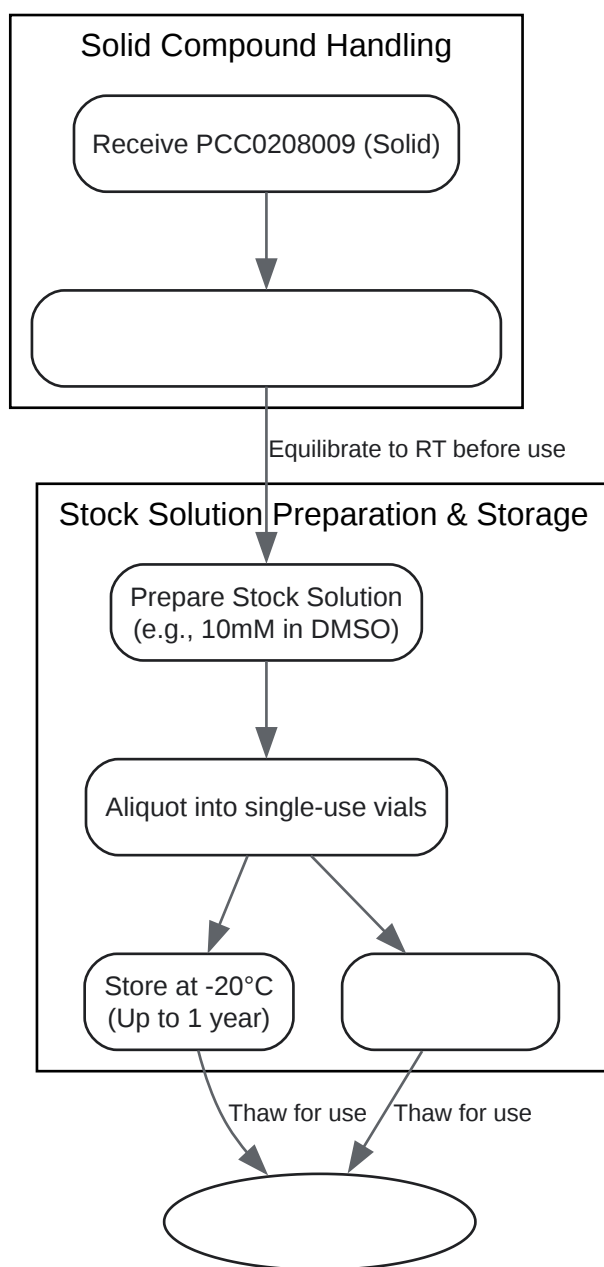 Solid Compound Handling
Receive PCC0208009 (Solid)
Equilibrate to RT before use
Stock Solution Preparation & Storage
Prepare Stock Solution
(e.g., 10mM in DMSO)
Aliquot into single-use vials
Store at -20°C
(Up to 1 year)
Thaw for use
Thaw for use